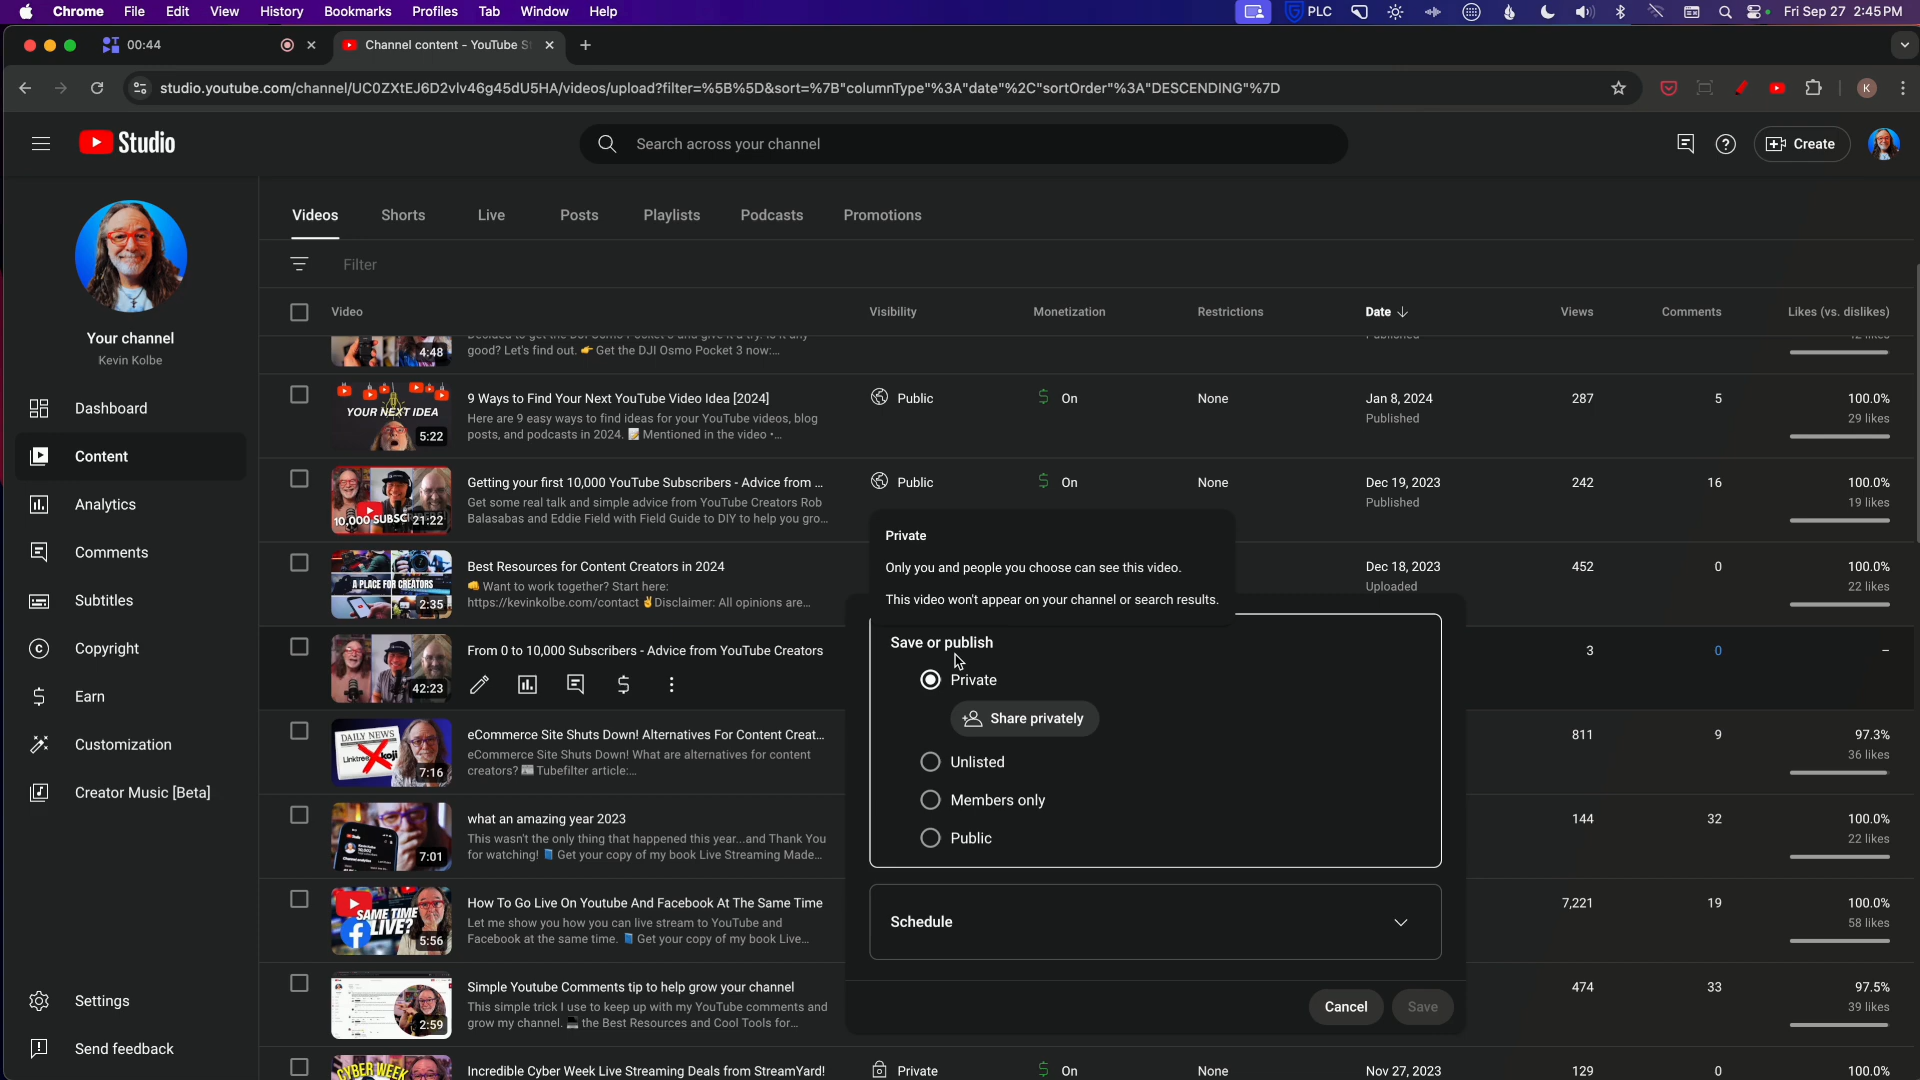 Chrome File Edit View History Bookmarks Profiles Tab Window Help
PLC
Fri Sep 27 2:45 PM
00:44
Channel content - YouTube S
studio.youtube.com/channel/UC0ZXtEJ6D2vlv46g45dU5HA/videos/upload?filter=%5B%5D&sort=%7B"columnType"%3A"date"%2C"sortOrder"%3A"DESCENDING"%7D
K
Studio
Search across your channel
Create
Your channel
Kevin Kolbe
Dashboard
Content
Analytics
Comments
Subtitles
Copyright
Earn
Customization
Creator Music [Beta]
Settings
Send feedback
Videos Shorts Live Posts Playlists Podcasts Promotions
Filter
Video Visibility Monetization Restrictions Date Views Comments Likes (vs. dislikes)
4:48
good? Let's find out. 👉 Get the DJI Osmo Pocket 3 now:...
YOUR NEXT IDEA
5:22
9 Ways to Find Your Next YouTube Video Idea [2024]
Here are 9 easy ways to find ideas for your YouTube videos, blog
posts, and podcasts in 2024. 📝 Mentioned in the video •...
Public On None Jan 8, 2024 287 5 100.0%
Published 29 likes
10,000 SUBSC
21:22
Getting your first 10,000 YouTube Subscribers - Advice from ...
Get some real talk and simple advice from YouTube Creators Rob
Balasabas and Eddie Field with Field Guide to DIY to help you gro...
Public On None Dec 19, 2023 242 16 100.0%
Published 19 likes
A PLACE FOR CREATORS
2:35
Best Resources for Content Creators in 2024
👊 Want to work together? Start here:
https://kevinkolbe.com/contact ✌Disclaimer: All opinions are...
Dec 18, 2023 452 0 100.0%
Uploaded 22 likes
42:23
From 0 to 10,000 Subscribers - Advice from YouTube Creators
3 0 –
DAILY NEWS
Linktree
koji
7:16
eCommerce Site Shuts Down! Alternatives For Content Creat...
eCommerce Site Shuts Down! What are alternatives for content
creators? 📰 Tubefilter article:...
811 9 97.3%
36 likes
7:01
what an amazing year 2023
This wasn't the only thing that happened this year...and Thank You
for watching! 📘 Get your copy of my book Live Streaming Made...
144 32 100.0%
22 likes
SAME TIME
LIVE?
5:56
How To Go Live On Youtube And Facebook At The Same Time
Let me show you how you can live stream to YouTube and
Facebook at the same time. 📘 Get your copy of my book Live...
7,221 19 100.0%
58 likes
2:59
Simple Youtube Comments tip to help grow your channel
This simple trick I use to keep up with my YouTube comments and
grow my channel. 💻 the Best Resources and Cool Tools for...
474 33 97.5%
39 likes
CYBER WEEK
Incredible Cyber Week Live Streaming Deals from StreamYard!
Private On None Nov 27, 2023 129 0 100.0%
Private
Only you and people you choose can see this video.
This video won't appear on your channel or search results.
Save or publish
Private
Share privately
Unlisted
Members only
Public
Schedule
Cancel
Save